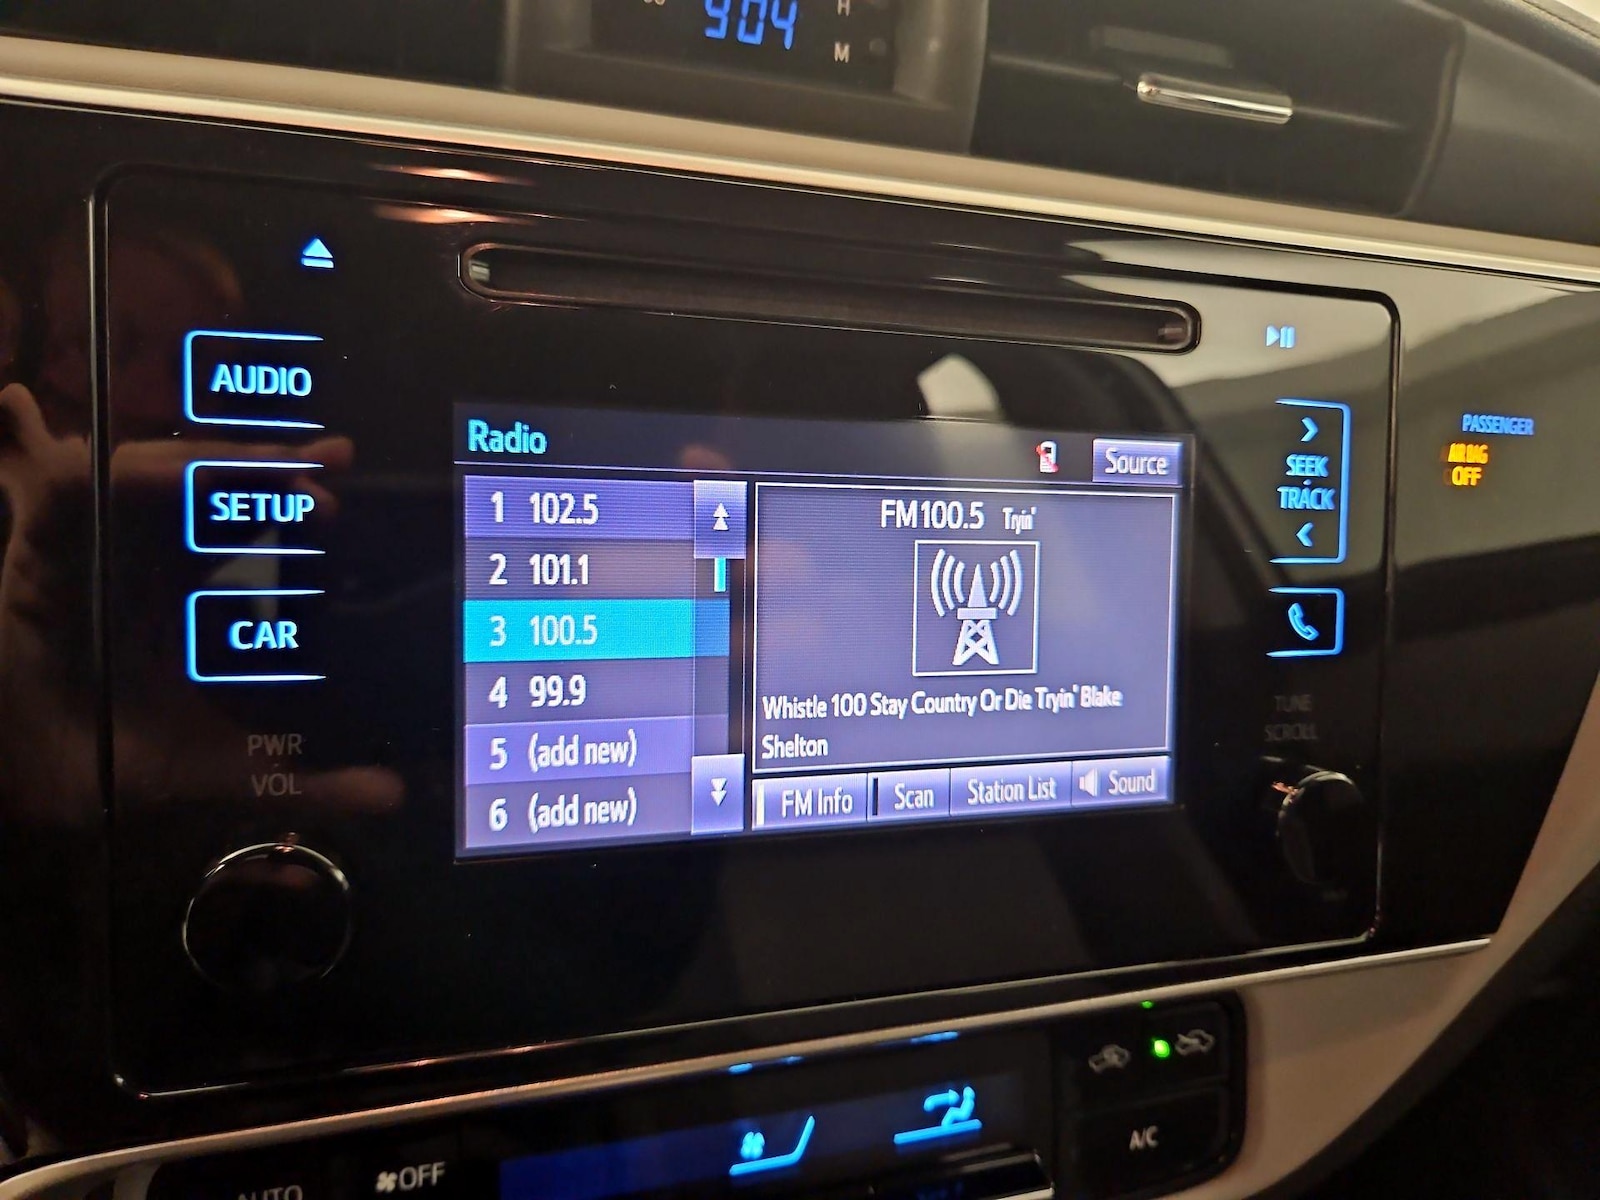 904
H
M
AUDIO
SETUP
CAR
PWR
VOL
Radio
Source
1 102.5
2 101.1
3 100.5
4 99.9
5 (add new)
6 (add new)
FM100.5 Tryin'
Whistle 100 Stay Country Or Die Tryin' Blake
Shelton
FM Info
Scan
Station List
Sound
SEEK
TRACK
TUNE
SCROLL
PASSENGER
AIRBAG
OFF
AUTO
OFF
A/C